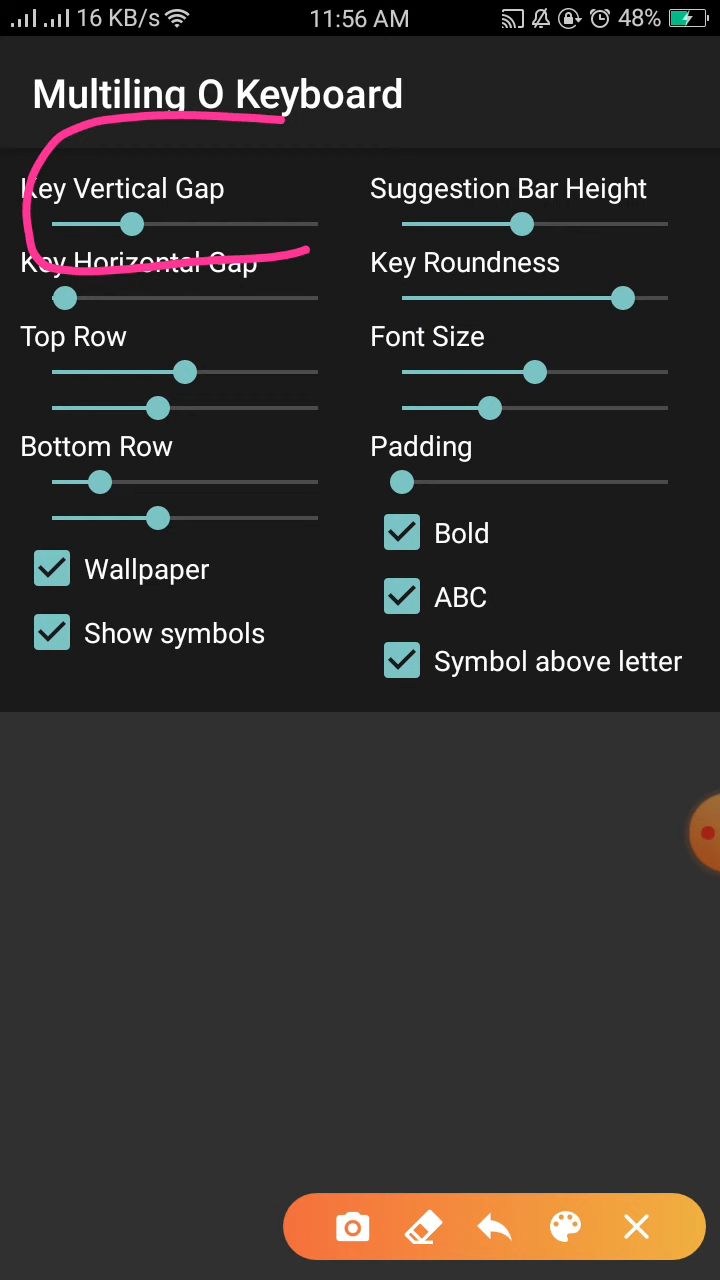 16 KB/s 11:56 AM 48%
Multiling O Keyboard
Key Vertical Gap
Key Horizontal Gap
Top Row
Bottom Row
Wallpaper
Show symbols
Suggestion Bar Height
Key Roundness
Font Size
Padding
Bold
ABC
Symbol above letter